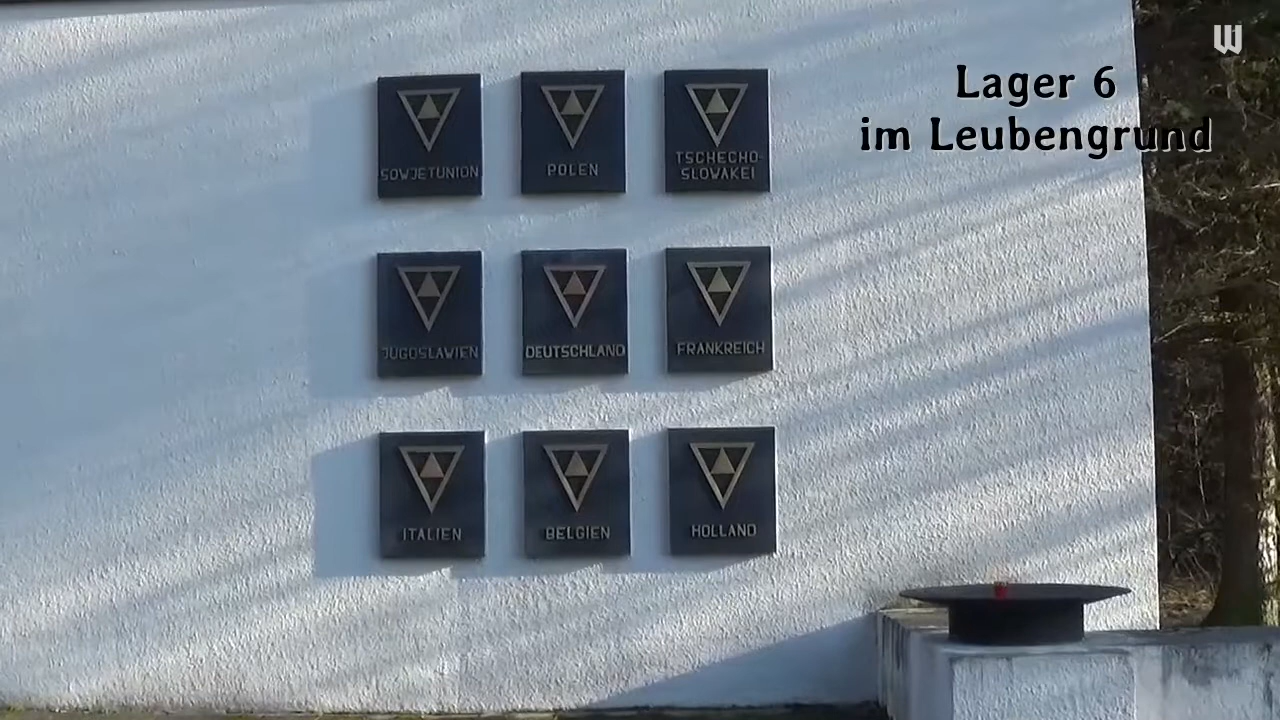 Lager 6
im Leubengrund
SOWJETUNION
POLEN
TSCHECHO-
SLOWAKEI
JUGOSLAWIEN
DEUTSCHLAND
FRANKREICH
ITALIEN
BELGIEN
HOLLAND
W